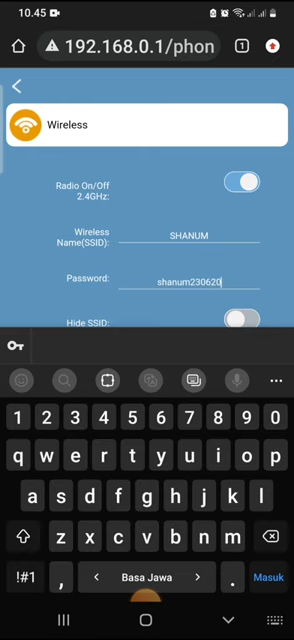 10.45
192.168.0.1/phon
1
Wireless
Radio On/Off
2.4GHz:
Wireless
Name(SSID):
SHANUM
Password:
shanum230620
Hide SSID:
1 2 3 4 5 6 7 8 9 0
q w e r t y u i o p
a s d f g h j k l
z x c v b n m
!#1 , < Basa Jawa > . Masuk